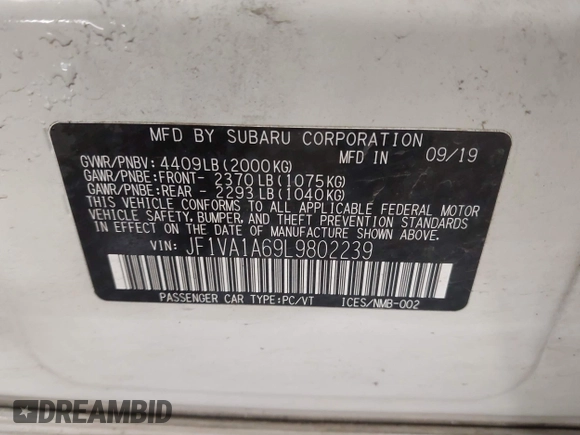 MFD BY SUBARU CORPORATION
GVWR/PNBV: 4409LB(2000KG) MFD IN 09/19
GAWR/PNBE:FRONT- 2370LB(1075KG)
GAWR/PNBE:REAR - 2293LB(1040KG)
THIS VEHICLE CONFORMS TO ALL APPLICABLE FEDERAL MOTOR
VEHICLE SAFETY, BUMPER, AND THEFT PREVENTION STANDARDS
IN EFFECT ON THE DATE OF MANUFACTURE SHOWN ABOVE.
VIN: JF1VA1A69L9802239
PASSENGER CAR TYPE:PC/VT ICES/NMB-002
DREAMBID